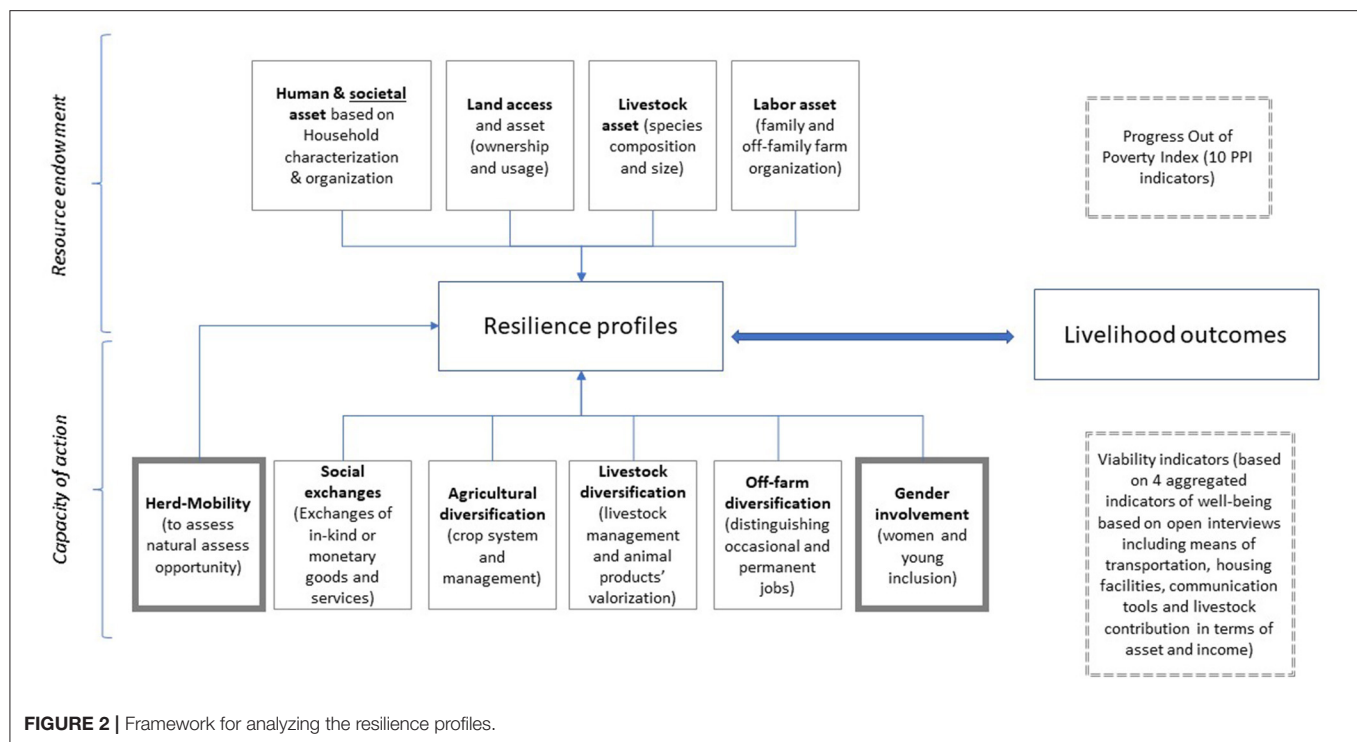 Resource endowment
Human & societal
asset based on
Household
characterization
& organization
Land access
and asset
(ownership
and usage)
Livestock
asset (species
composition
and size)
Labor asset
(family and
off-family farm
organization)
Progress Out of
Poverty Index (10 PPI
indicators)
Resilience profiles
Livelihood outcomes
Capacity of action
Herd-Mobility
(to assess
natural assess
opportunity)
Social
exchanges
(Exchanges of
in-kind or
monetary
goods and
services)
Agricultural
diversification
(crop system
and
management)
Livestock
diversification
(livestock
management
and animal
products’
valorization)
Off-farm
diversification
(distinguishing
occasional and
permanent
jobs)
Gender
involvement
(women and
young
inclusion)
Viability indicators (based
on 4 aggregated
indicators of well-being
based on open interviews
including means of
transportation, housing
facilities, communication
tools and livestock
contribution in terms of
asset and income)
FIGURE 2 | Framework for analyzing the resilience profiles.